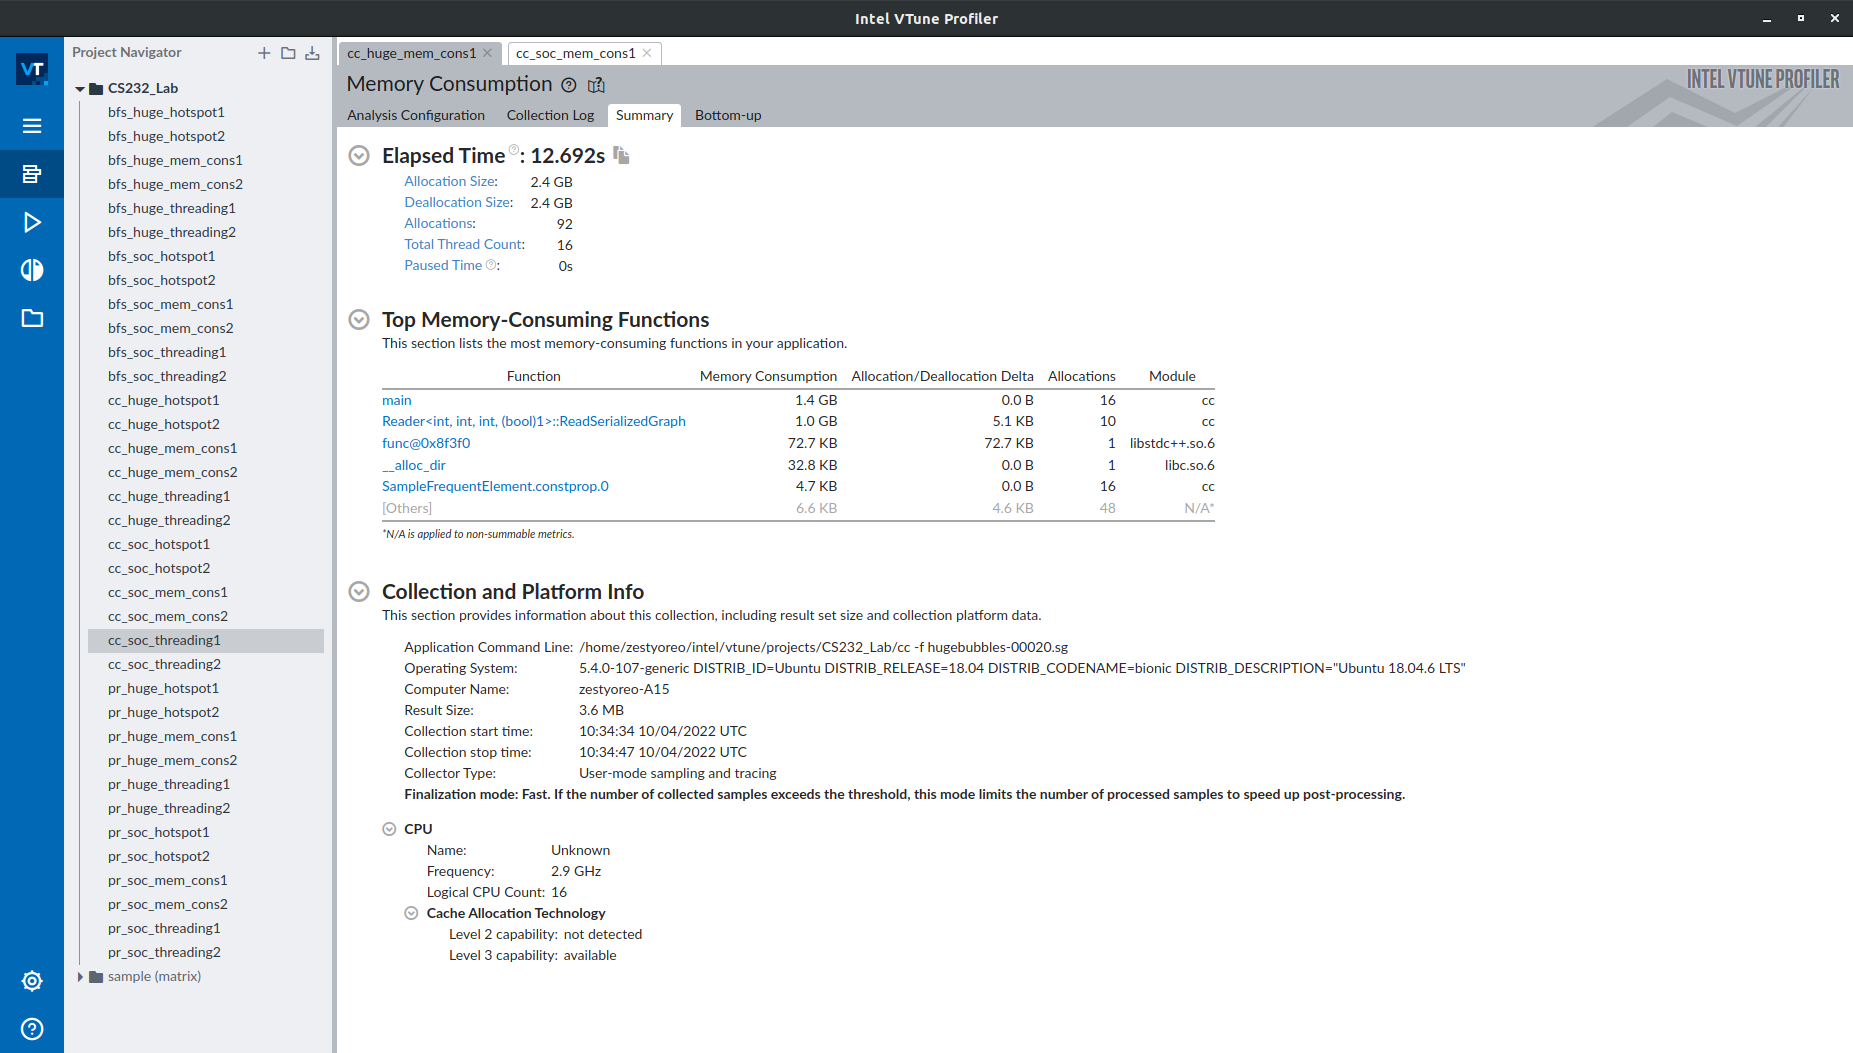 Intel VTune Profiler
VT
Project Navigator
CS232_Lab
bfs_huge_hotspot1
bfs_huge_hotspot2
bfs_huge_mem_cons1
bfs_huge_mem_cons2
bfs_huge_threading1
bfs_huge_threading2
bfs_soc_hotspot1
bfs_soc_hotspot2
bfs_soc_mem_cons1
bfs_soc_mem_cons2
bfs_soc_threading1
bfs_soc_threading2
cc_huge_hotspot1
cc_huge_hotspot2
cc_huge_mem_cons1
cc_huge_mem_cons2
cc_huge_threading1
cc_huge_threading2
cc_soc_hotspot1
cc_soc_hotspot2
cc_soc_mem_cons1
cc_soc_mem_cons2
cc_soc_threading1
cc_soc_threading2
pr_huge_hotspot1
pr_huge_hotspot2
pr_huge_mem_cons1
pr_huge_mem_cons2
pr_huge_threading1
pr_huge_threading2
pr_soc_hotspot1
pr_soc_hotspot2
pr_soc_mem_cons1
pr_soc_mem_cons2
pr_soc_threading1
pr_soc_threading2
sample (matrix)
cc_huge_mem_cons1 cc_soc_mem_cons1
Memory Consumption
INTEL VTUNE PROFILER
Analysis Configuration Collection Log Summary Bottom-up
Elapsed Time ?: 12.692s
Allocation Size: 2.4 GB
Deallocation Size: 2.4 GB
Allocations: 92
Total Thread Count: 16
Paused Time ?: 0s
Top Memory-Consuming Functions
This section lists the most memory-consuming functions in your application.
Function Memory Consumption Allocation/Deallocation Delta Allocations Module
main 1.4 GB 0.0 B 16 cc
Reader<int, int, int, (bool)1>::ReadSerializedGraph 1.0 GB 5.1 KB 10 cc
func@0x8f3f0 72.7 KB 72.7 KB 1 libstdc++.so.6
__alloc_dir 32.8 KB 0.0 B 1 libc.so.6
SampleFrequentElement.constprop.0 4.7 KB 0.0 B 16 cc
[Others] 6.6 KB 4.6 KB 48 N/A*
*N/A is applied to non-summable metrics.
Collection and Platform Info
This section provides information about this collection, including result set size and collection platform data.
Application Command Line: /home/zestyoreo/intel/vtune/projects/CS232_Lab/cc -f hugebubbles-00020.sg
Operating System: 5.4.0-107-generic DISTRIB_ID=Ubuntu DISTRIB_RELEASE=18.04 DISTRIB_CODENAME=bionic DISTRIB_DESCRIPTION="Ubuntu 18.04.6 LTS"
Computer Name: zestyoreo-A15
Result Size: 3.6 MB
Collection start time: 10:34:34 10/04/2022 UTC
Collection stop time: 10:34:47 10/04/2022 UTC
Collector Type: User-mode sampling and tracing
Finalization mode: Fast. If the number of collected samples exceeds the threshold, this mode limits the number of processed samples to speed up post-processing.
CPU
Name: Unknown
Frequency: 2.9 GHz
Logical CPU Count: 16
Cache Allocation Technology
Level 2 capability: not detected
Level 3 capability: available